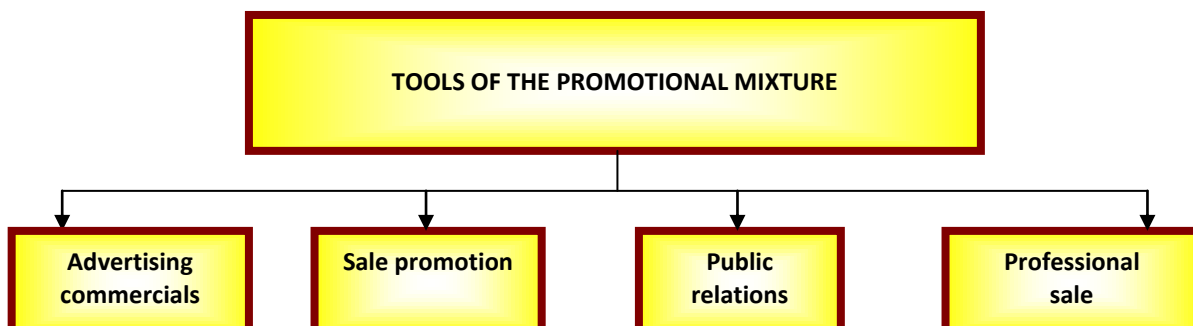 TOOLS OF THE PROMOTIONAL MIXTURE
Advertising
commercials
Sale promotion
Public
relations
Professional
sale